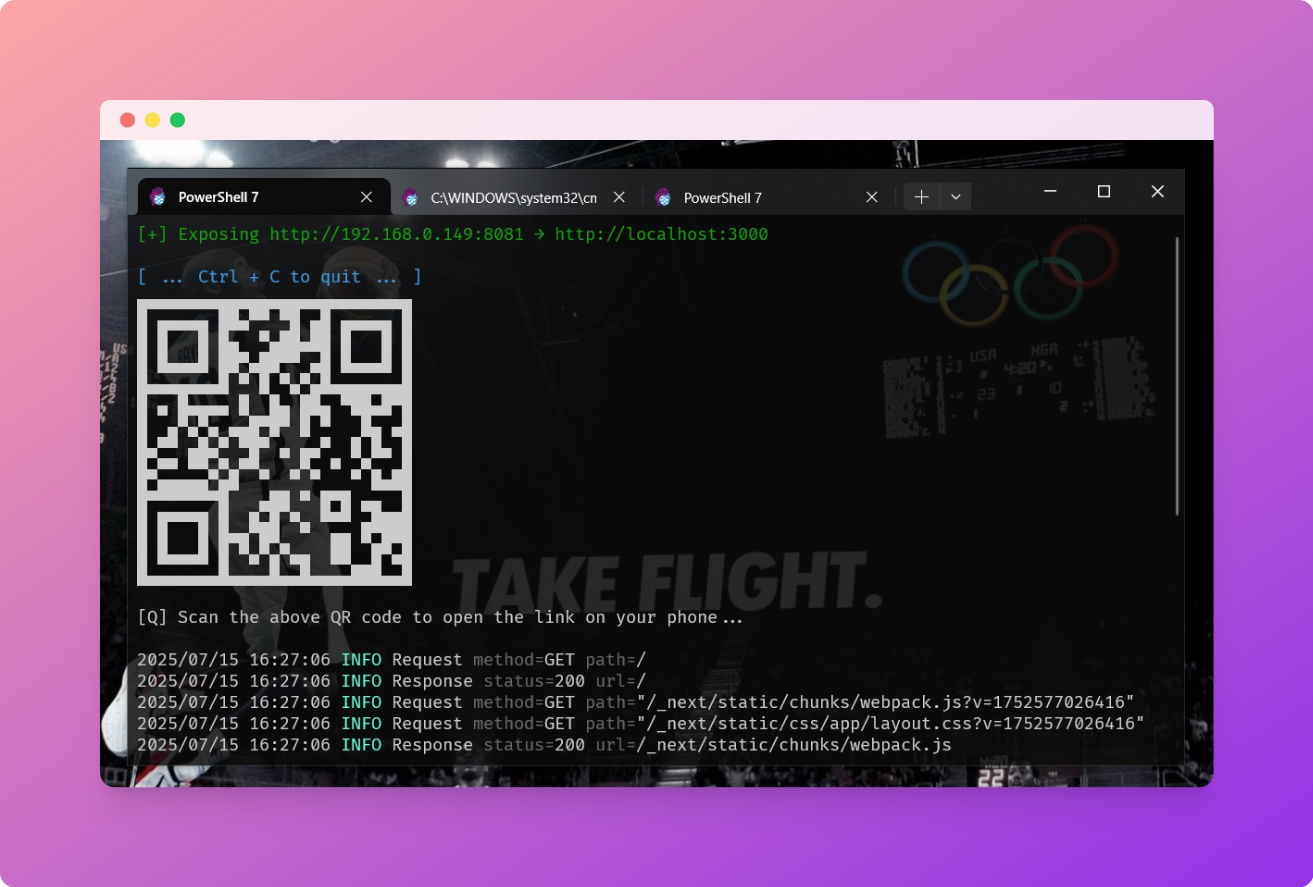 PowerShell 7
C:\WINDOWS\system32\cn
PowerShell 7
[+] Exposing http://192.168.0.149:8081 → http://localhost:3000
[ ... Ctrl + C to quit ... ]
USA NGR
4:20
23 10
2
TAKE FLIGHT.
[Q] Scan the above QR code to open the link on your phone...
2025/07/15 16:27:06 INFO Request method=GET path=/
2025/07/15 16:27:06 INFO Response status=200 url=/
2025/07/15 16:27:06 INFO Request method=GET path="/_next/static/chunks/webpack.js?v=1752577026416"
2025/07/15 16:27:06 INFO Request method=GET path="/_next/static/css/app/layout.css?v=1752577026416"
2025/07/15 16:27:06 INFO Response status=200 url=/_next/static/chunks/webpack.js
4:20
22